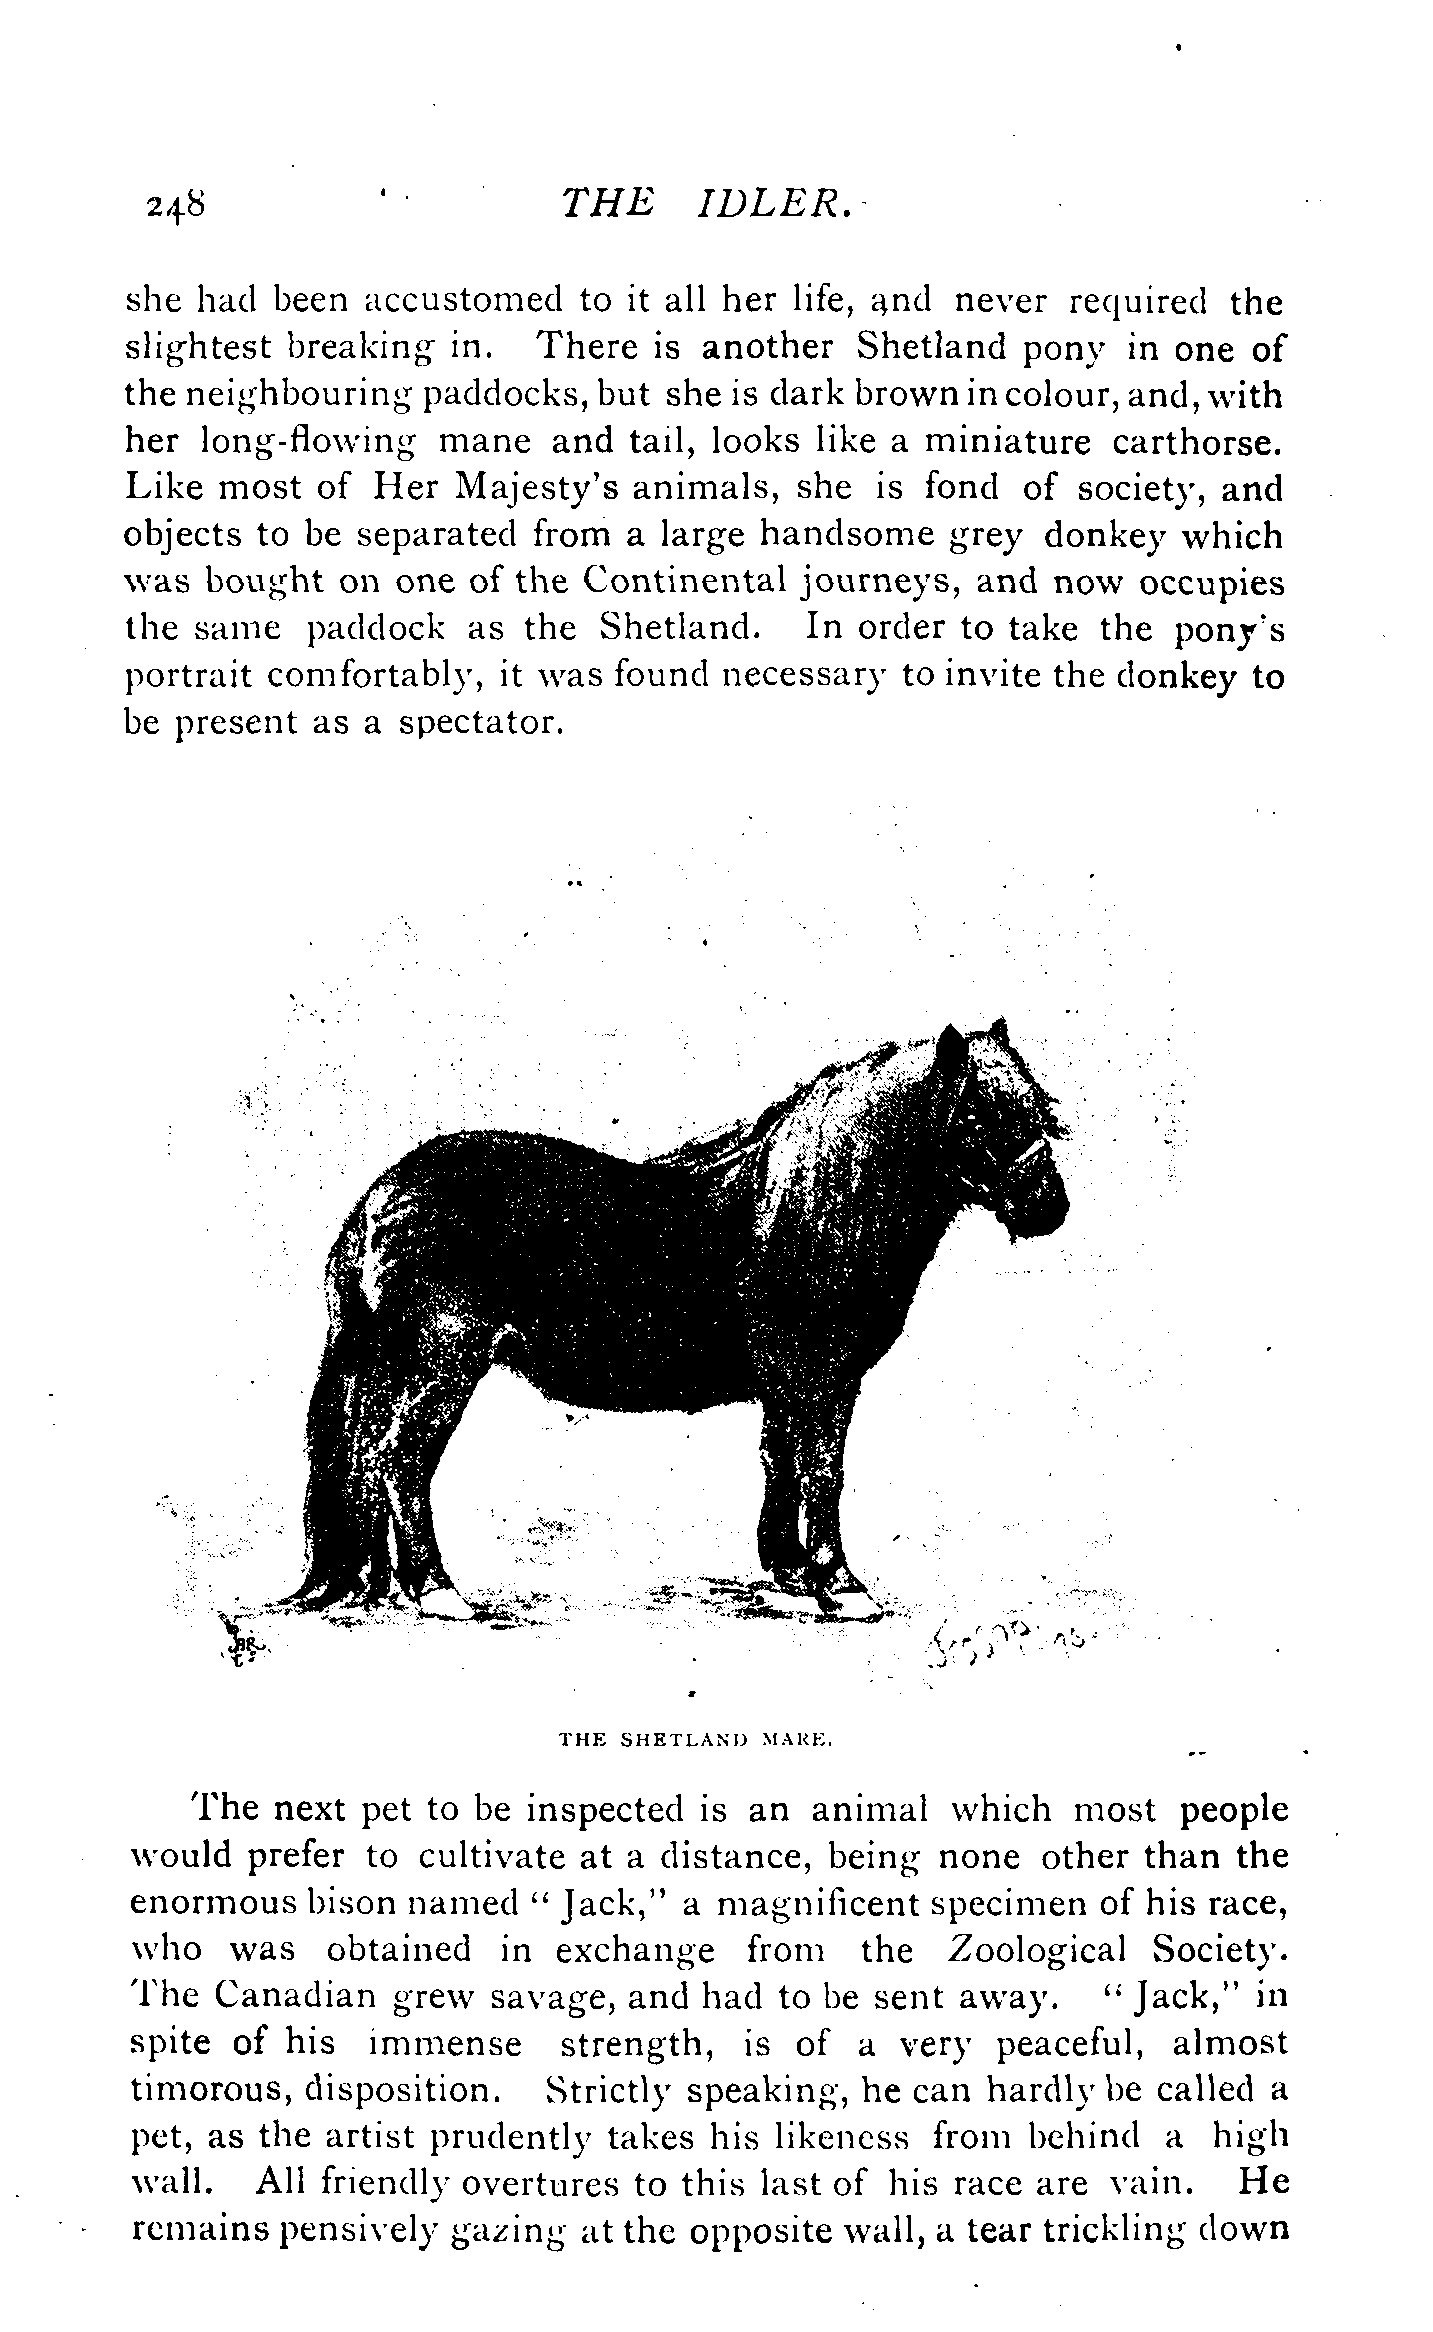 248 THE IDLER.
she had been accustomed to it all her life, and never required the
slightest breaking in. There is another Shetland pony in one of
the neighbouring paddocks, but she is dark brown in colour, and, with
her long-flowing mane and tail, looks like a miniature carthorse.
Like most of Her Majesty's animals, she is fond of society, and
objects to be separated from a large handsome grey donkey which
was bought on one of the Continental journeys, and now occupies
the same paddock as the Shetland. In order to take the pony's
portrait comfortably, it was found necessary to invite the donkey to
be present as a spectator.
THE SHETLAND MARE.
The next pet to be inspected is an animal which most people
would prefer to cultivate at a distance, being none other than the
enormous bison named "Jack," a magnificent specimen of his race,
who was obtained in exchange from the Zoological Society.
The Canadian grew savage, and had to be sent away. "Jack," in
spite of his immense strength, is of a very peaceful, almost
timorous, disposition. Strictly speaking, he can hardly be called a
pet, as the artist prudently takes his likeness from behind a high
wall. All friendly overtures to this last of his race are vain. He
remains pensively gazing at the opposite wall, a tear trickling down